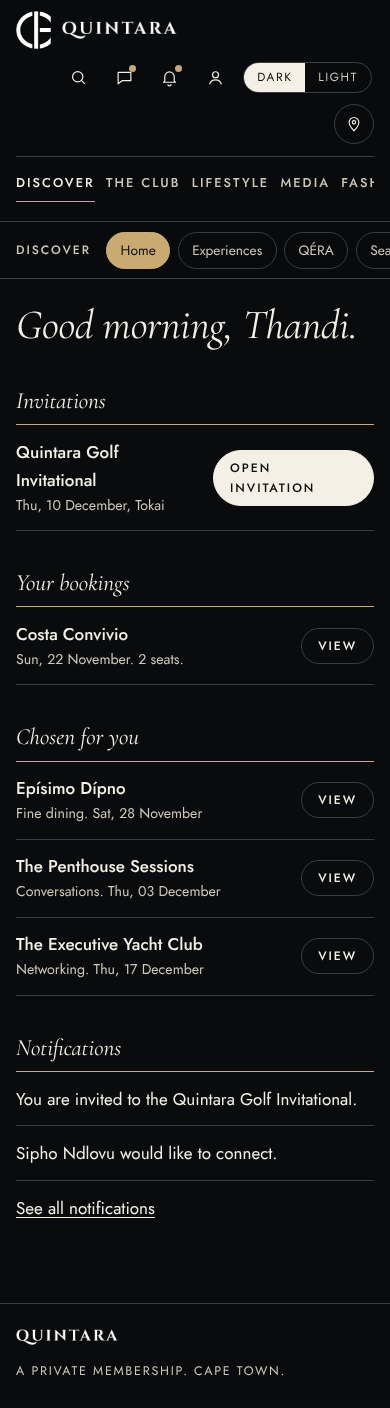 QUINTARA
DARK LIGHT
DISCOVER THE CLUB LIFESTYLE MEDIA
DISCOVER Home Experiences QÉRA
Good morning, Thandi.
Invitations
Quintara Golf
Invitational
Thu, 10 December, Tokai
OPEN
INVITATION
Your bookings
Costa Convivio
Sun, 22 November. 2 seats.
VIEW
Chosen for you
Epísimo Dípno
Fine dining. Sat, 28 November
VIEW
The Penthouse Sessions
Conversations. Thu, 03 December
VIEW
The Executive Yacht Club
Networking. Thu, 17 December
VIEW
Notifications
You are invited to the Quintara Golf Invitational.
Sipho Ndlovu would like to connect.
See all notifications
QUINTARA
A PRIVATE MEMBERSHIP. CAPE TOWN.